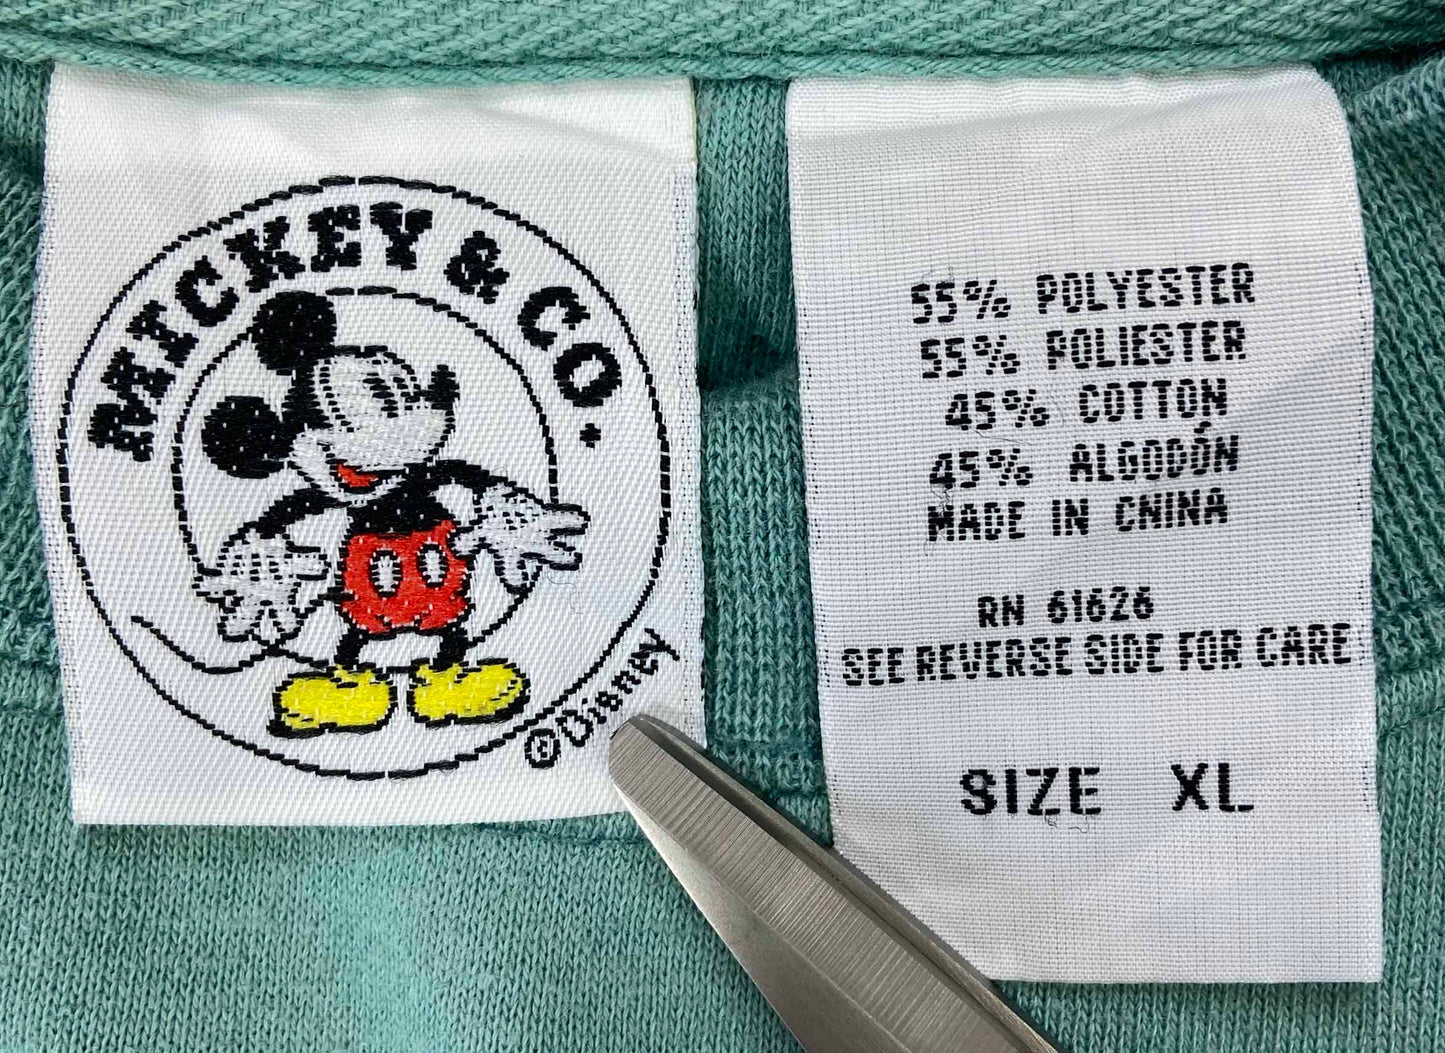 MICKEY & CO.
©Disney
55% POLYESTER
55% POLIESTER
45% COTTON
45% ALGODÓN
MADE IN CHINA
RN 61626
SEE REVERSE SIDE FOR CARE
SIZE XL